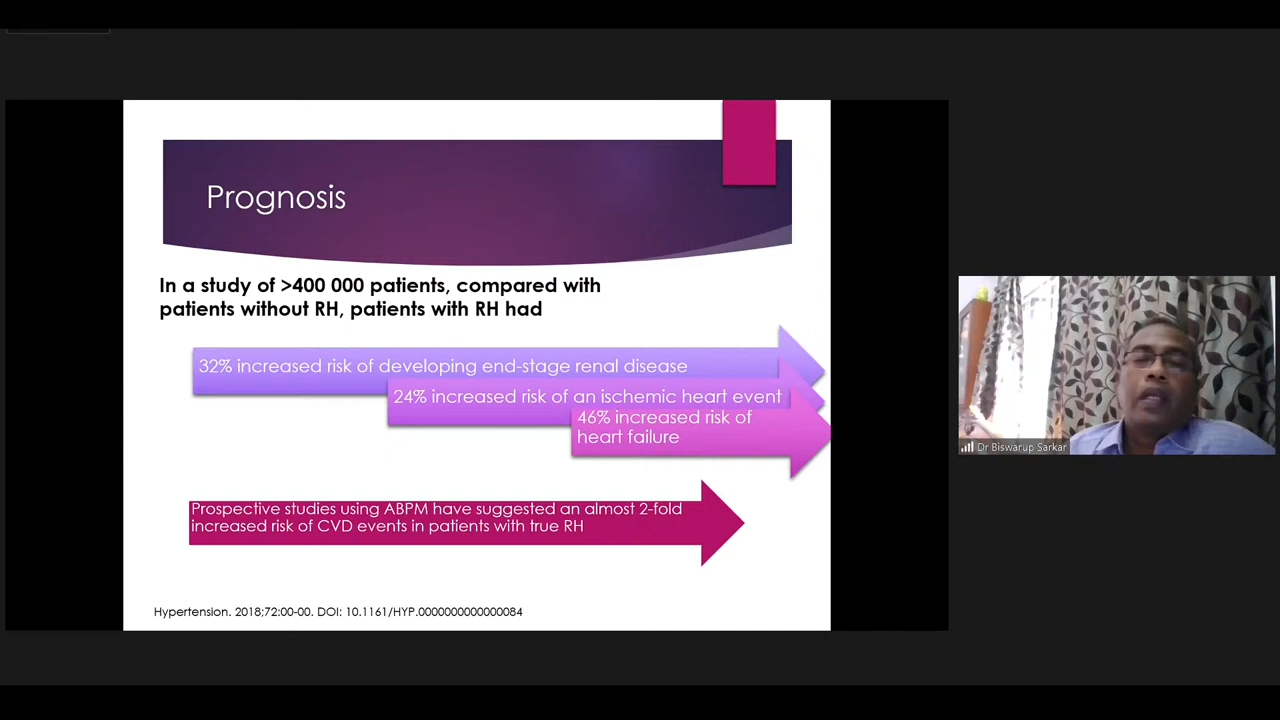 Prognosis
In a study of >400 000 patients, compared with
patients without RH, patients with RH had
32% increased risk of developing end-stage renal disease
24% increased risk of an ischemic heart event
46% increased risk of
heart failure
Prospective studies using ABPM have suggested an almost 2-fold
increased risk of CVD events in patients with true RH
Hypertension. 2018;72:00-00. DOI: 10.1161/HYP.0000000000000084
Dr Biswarup Sarkar